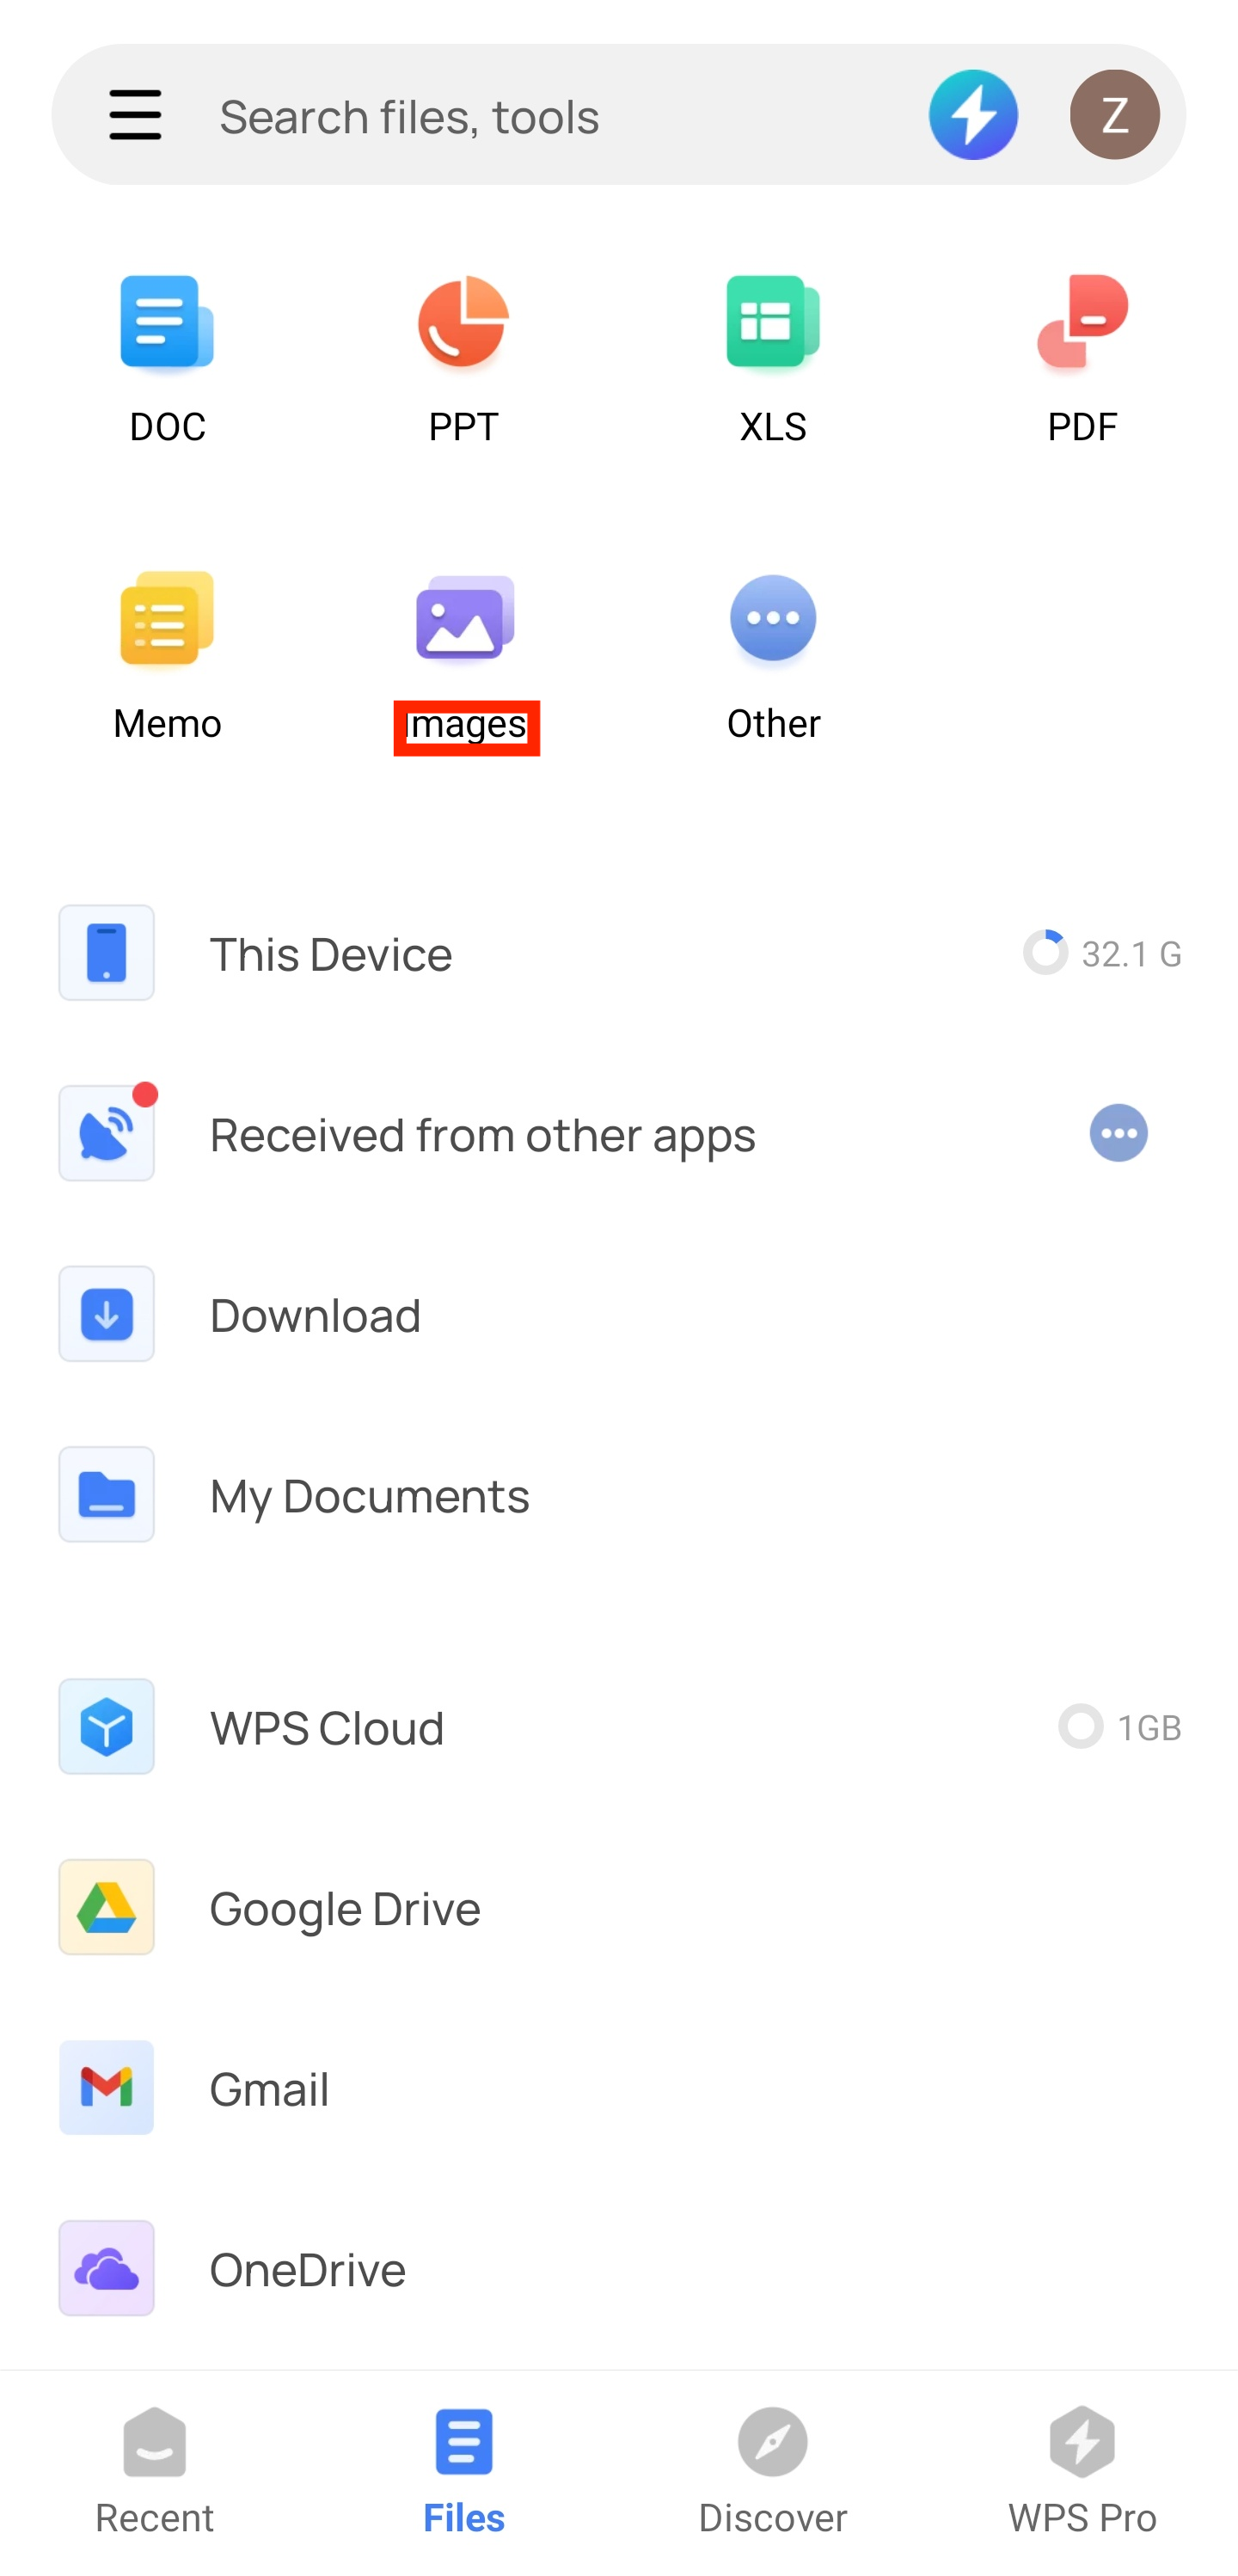 Search files, tools
Z
DOC
PPT
XLS
PDF
Memo
Images
Other
This Device
32.1 G
Received from other apps
Download
My Documents
WPS Cloud
1GB
Google Drive
Gmail
OneDrive
Recent
Files
Discover
WPS Pro